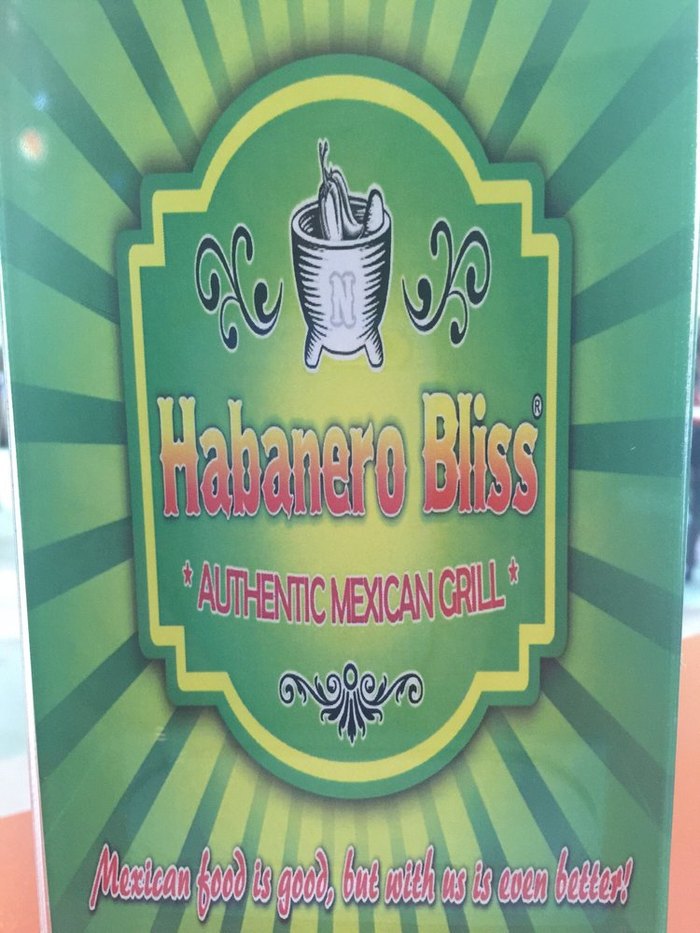 N
Habanero Bliss®
* AUTHENTIC MEXICAN GRILL *
Mexican food is good, but with us is even better!